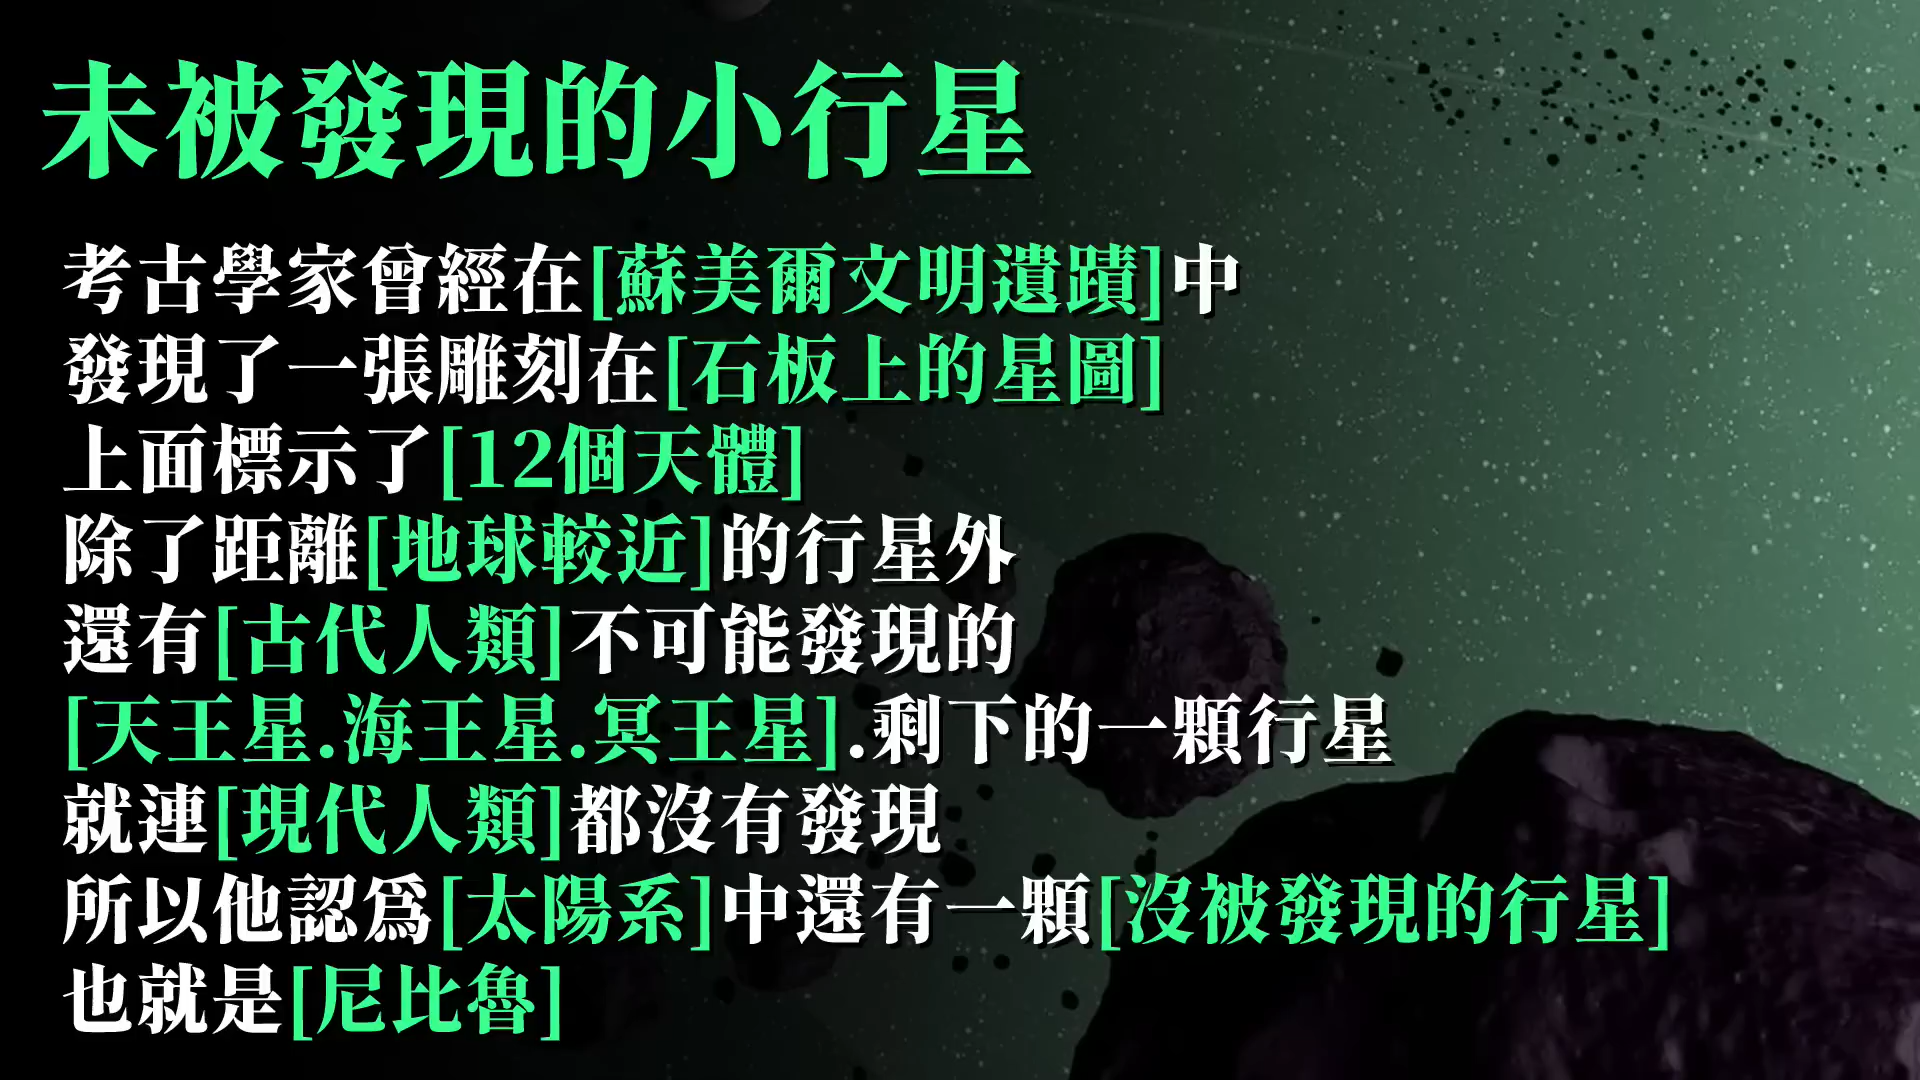 未被發現的小行星
考古學家曾經在[蘇美爾文明遺蹟]中
發現了一張雕刻在[石板上的星圖]
上面標示了[12個天體]
除了距離[地球較近]的行星外
還有[古代人類]不可能發現的
[天王星.海王星.冥王星].剩下的一顆行星
就連[現代人類]都沒有發現
所以他認爲[太陽系]中還有一顆[沒被發現的行星]
也就是[尼比魯]